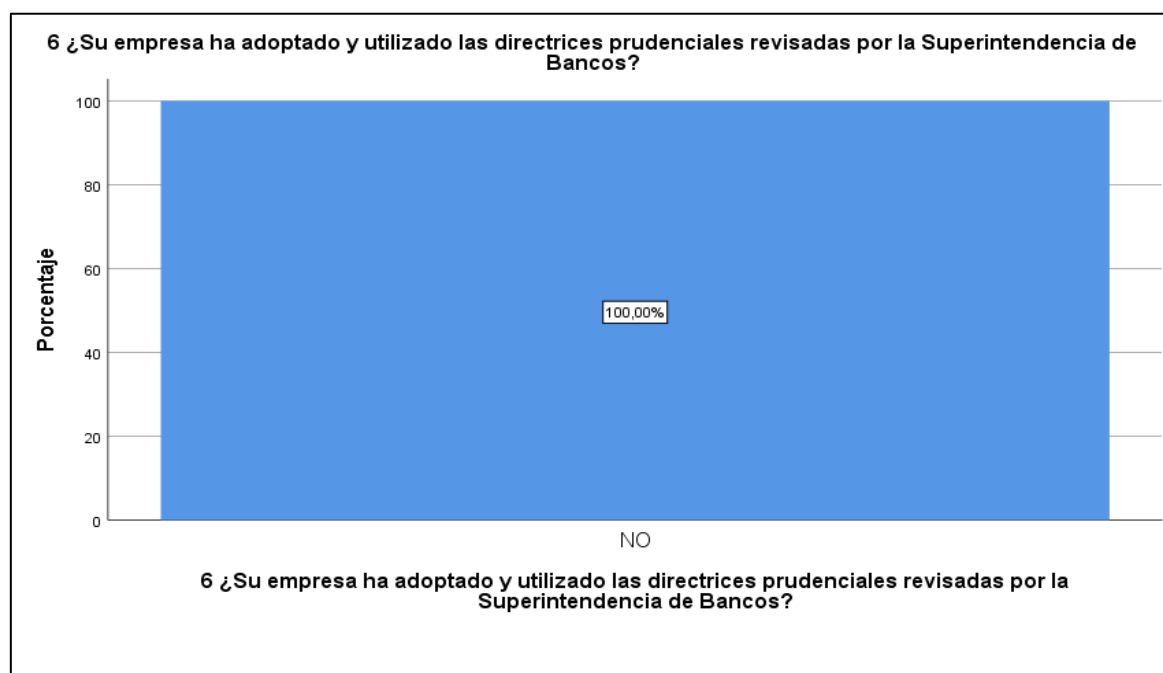 6 ¿Su empresa ha adoptado y utilizado las directrices prudenciales revisadas por la Superintendencia de
Bancos?
100
80
60
40
20
0
Porcentaje
100,00%
NO
6 ¿Su empresa ha adoptado y utilizado las directrices prudenciales revisadas por la
Superintendencia de Bancos?